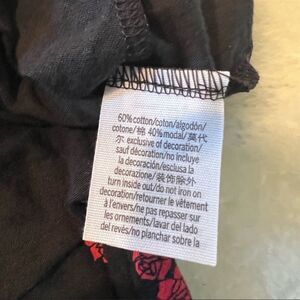 60% cotton/coton/algodón/
cotone/棉 40% modal/莫代
尔 exclusive of decoration/
sauf décoration/no incluye
la decoración/esclusa la
decorazione/装饰除外
turn inside out/do not iron on
decoration/retourner le vêtement
à l'envers/ne pas repasser sur
les ornements/lavar del lado
del revés/no planchar sobre la